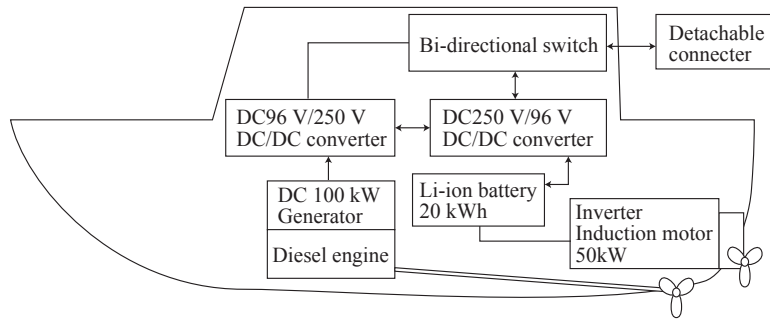 Bi-directional switch
Detachable
connecter
DC96 V/250 V
DC/DC converter
DC250 V/96 V
DC/DC converter
DC 100 kW
Generator
Diesel engine
Li-ion battery
20 kWh
Inverter
Induction motor
50kW